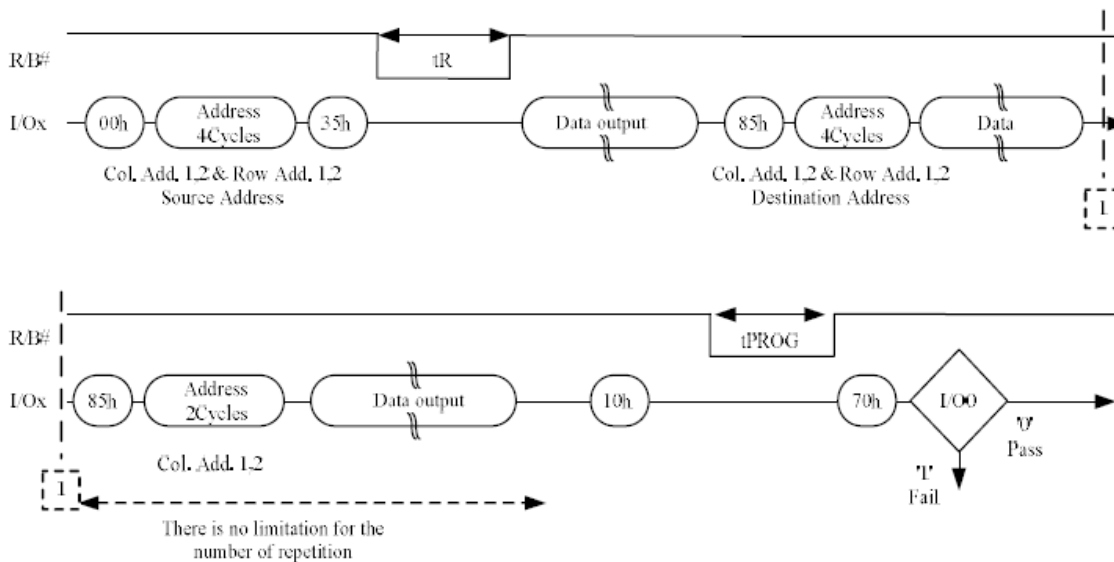 R/B#
tR
I/Ox
00h
Address
4Cycles
35h
Data output
85h
Address
4Cycles
Data
Col. Add. 1,2 & Row Add. 1,2
Source Address
Col. Add. 1,2 & Row Add. 1,2
Destination Address
1
R/B#
tPROG
I/Ox
85h
Address
2Cycles
Data output
10h
70h
I/O0
'0'
Pass
Col. Add. 1,2
'1'
Fail
1
There is no limitation for the
number of repetition